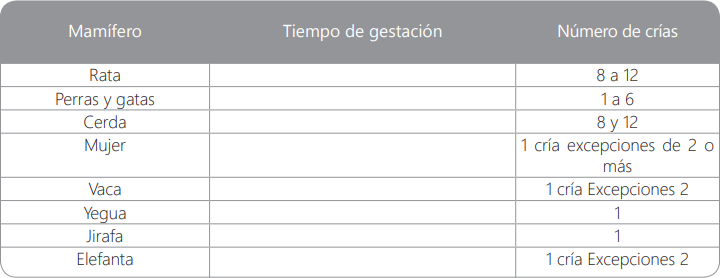 Mamífero Tiempo de gestación Número de crías
Rata 8 a 12
Perras y gatas 1 a 6
Cerda 8 y 12
Mujer 1 cría excepciones de 2 o
más
Vaca 1 cría Excepciones 2
Yegua 1
Jirafa 1
Elefanta 1 cría Excepciones 2